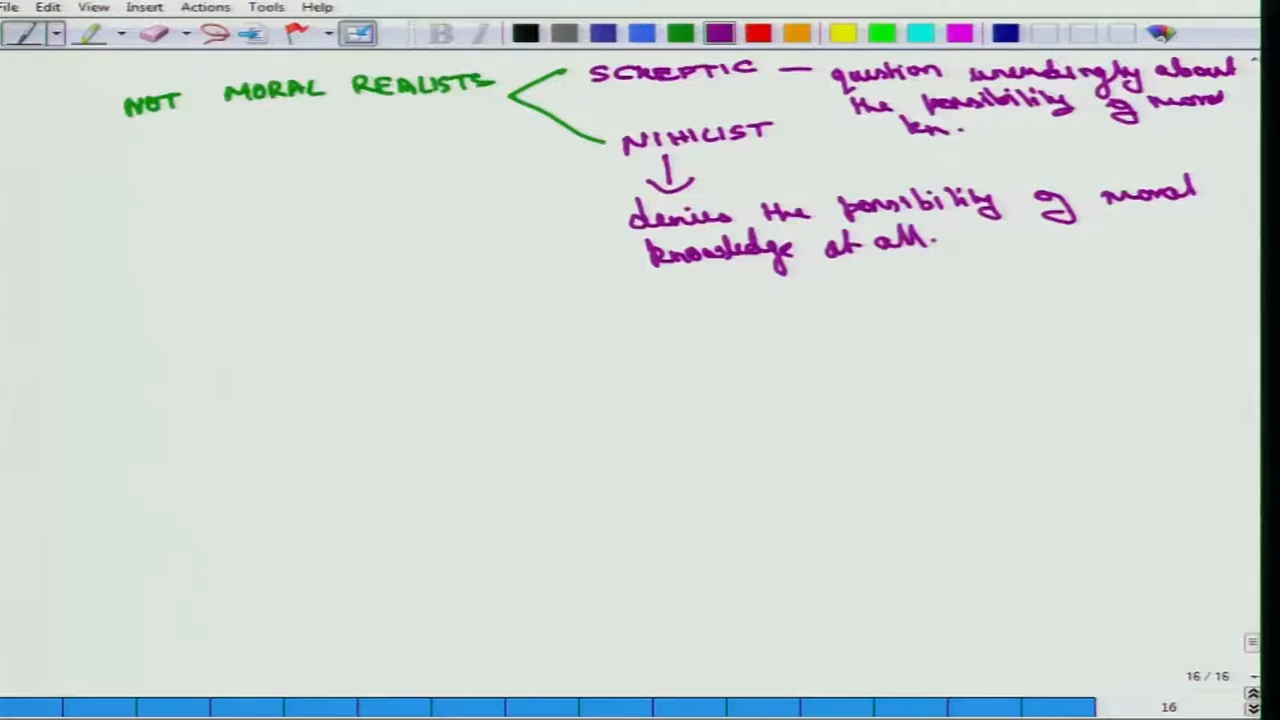 File Edit View Insert Actions Tools Help
B I
NOT MORAL REALISTS
SCKEPTIC — question unendingly about
the possibility of moral
kn.
NIHILIST
denies the possibility of moral
knowledge at all.
16 / 16
16